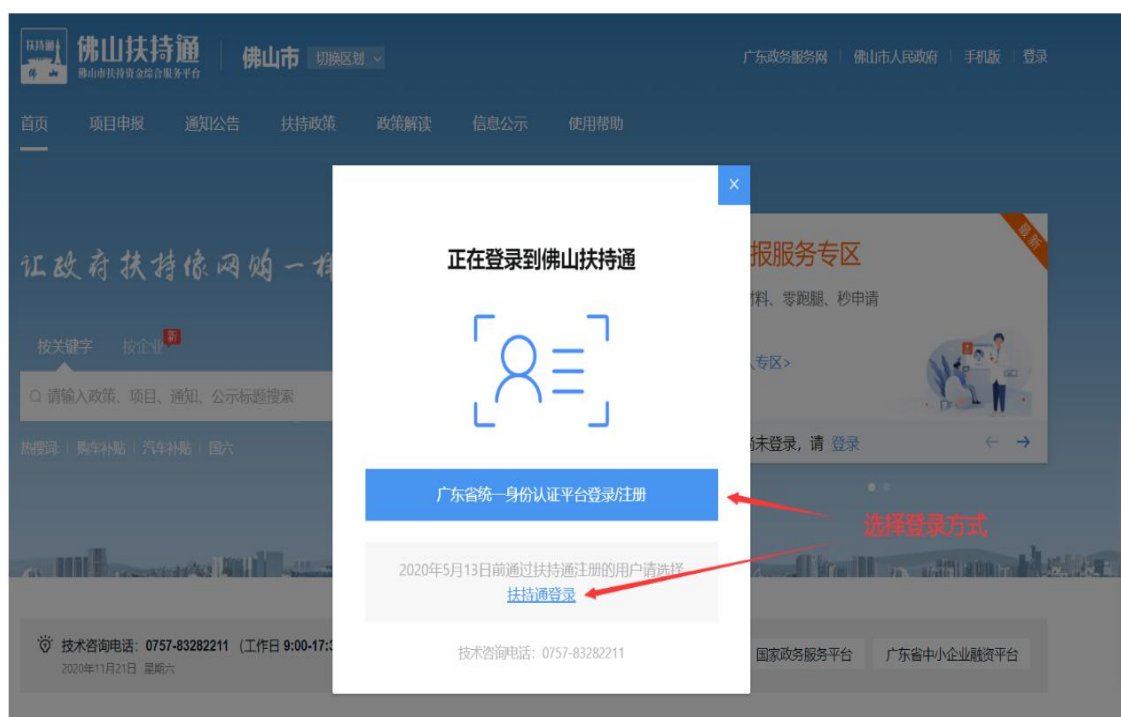 扶持通
佛山
佛山扶持通
佛山市扶持资金综合服务平台
佛山市 切换区划
广东政务服务网 佛山市人民政府 手机版 登录
首页 项目申报 通知公告 扶持政策 政策解读 信息公示 使用帮助
X
让政府扶持像网购一样
正在登录到佛山扶持通
报服务专区
最新
材料、零跑腿、秒申请
按关键字 按企业 新
专区>
请输入政策、项目、通知、公示标题搜索
热搜词 购车补贴 汽车补贴 国六
尚未登录，请 登录
广东省统一身份认证平台登录/注册
选择登录方式
2020年5月13日前通过扶持通注册的用户请选择
扶持通登录
技术咨询电话：0757-83282211 （工作日 9:00-17:3
2020年11月21日 星期六
技术咨询电话：0757-83282211
国家政务服务平台 广东省中小企业融资平台